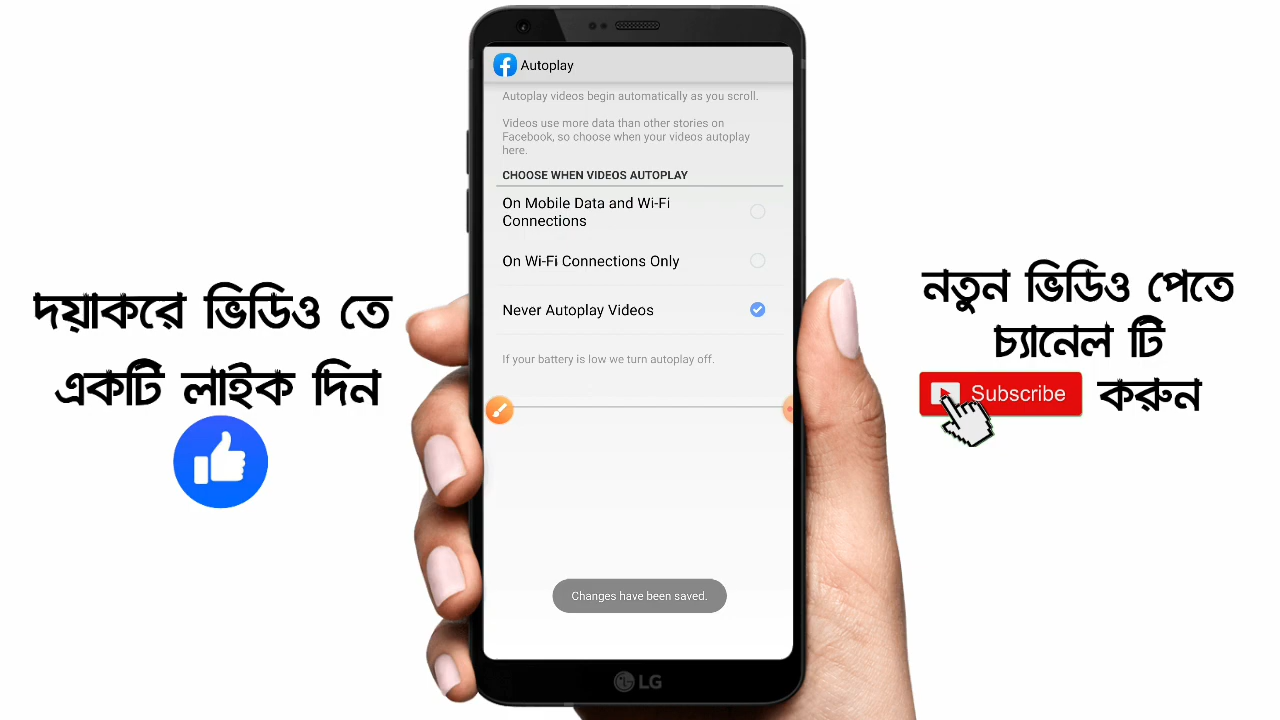 Autoplay
Autoplay videos begin automatically as you scroll.
Videos use more data than other stories on
Facebook, so choose when your videos autoplay
here.
CHOOSE WHEN VIDEOS AUTOPLAY
On Mobile Data and Wi-Fi
Connections
On Wi-Fi Connections Only
Never Autoplay Videos
If your battery is low we turn autoplay off.
Changes have been saved.
LG
দয়াকরে ভিডিও তে
একটি লাইক দিন
নতুন ভিডিও পেতে
চ্যানেল টি
Subscribe করুন